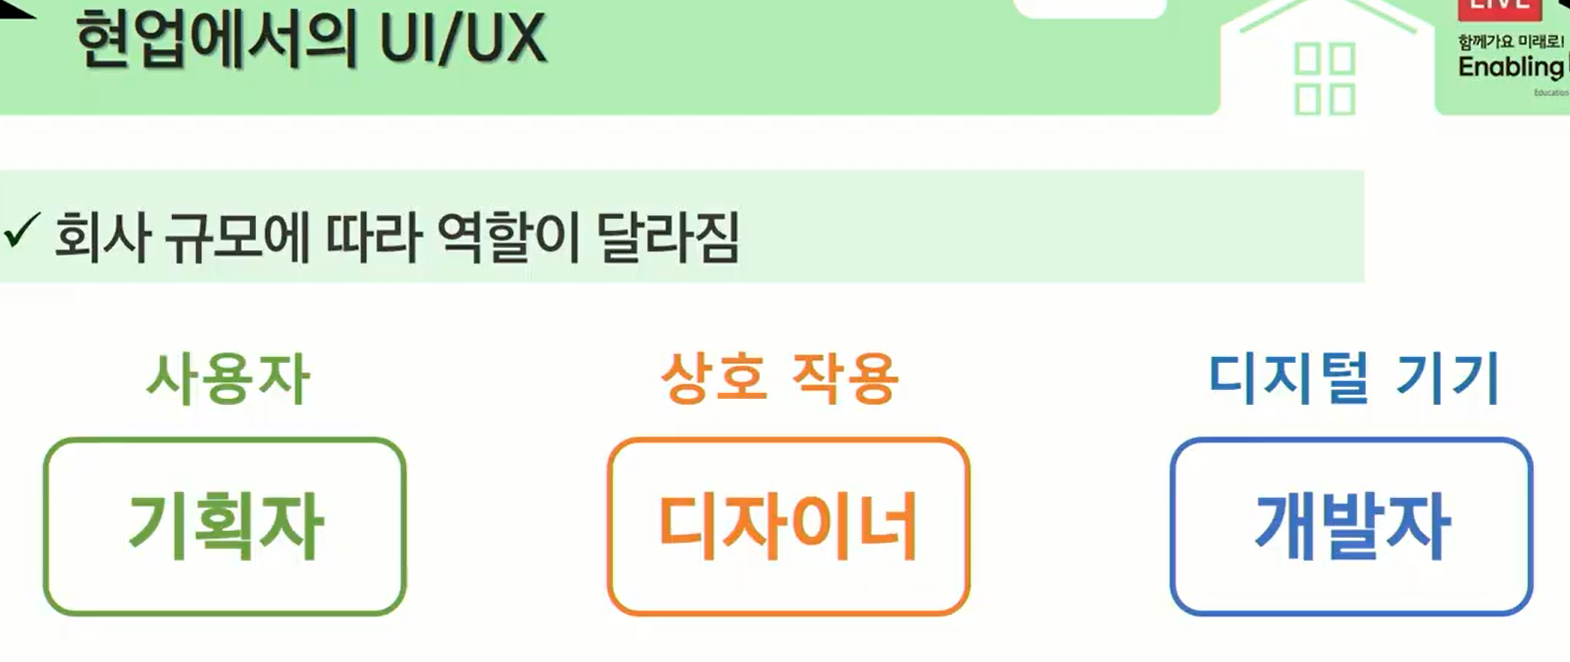 현업에서의 UI/UX
LIVE
함께가요 미래로!
Enabling
Education
✓ 회사 규모에 따라 역할이 달라짐
사용자
상호 작용
디지털 기기
기획자
디자이너
개발자